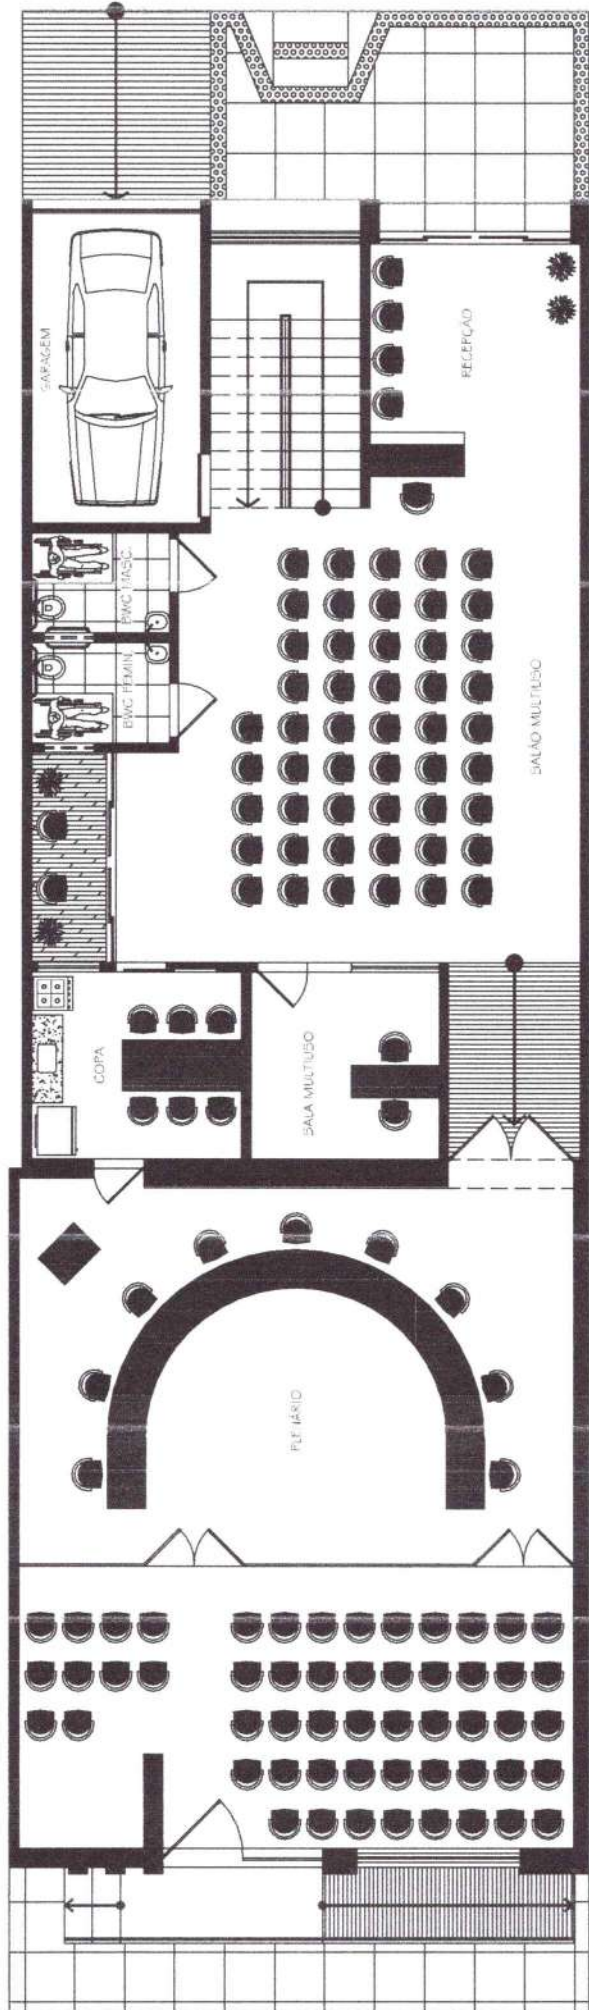 GARAGEM
RECEPÇÃO
BWC MASC.
BWC FEMIN.
SALÃO MULTIUSO
COPA
SALA MULTIUSO
PLENÁRIO